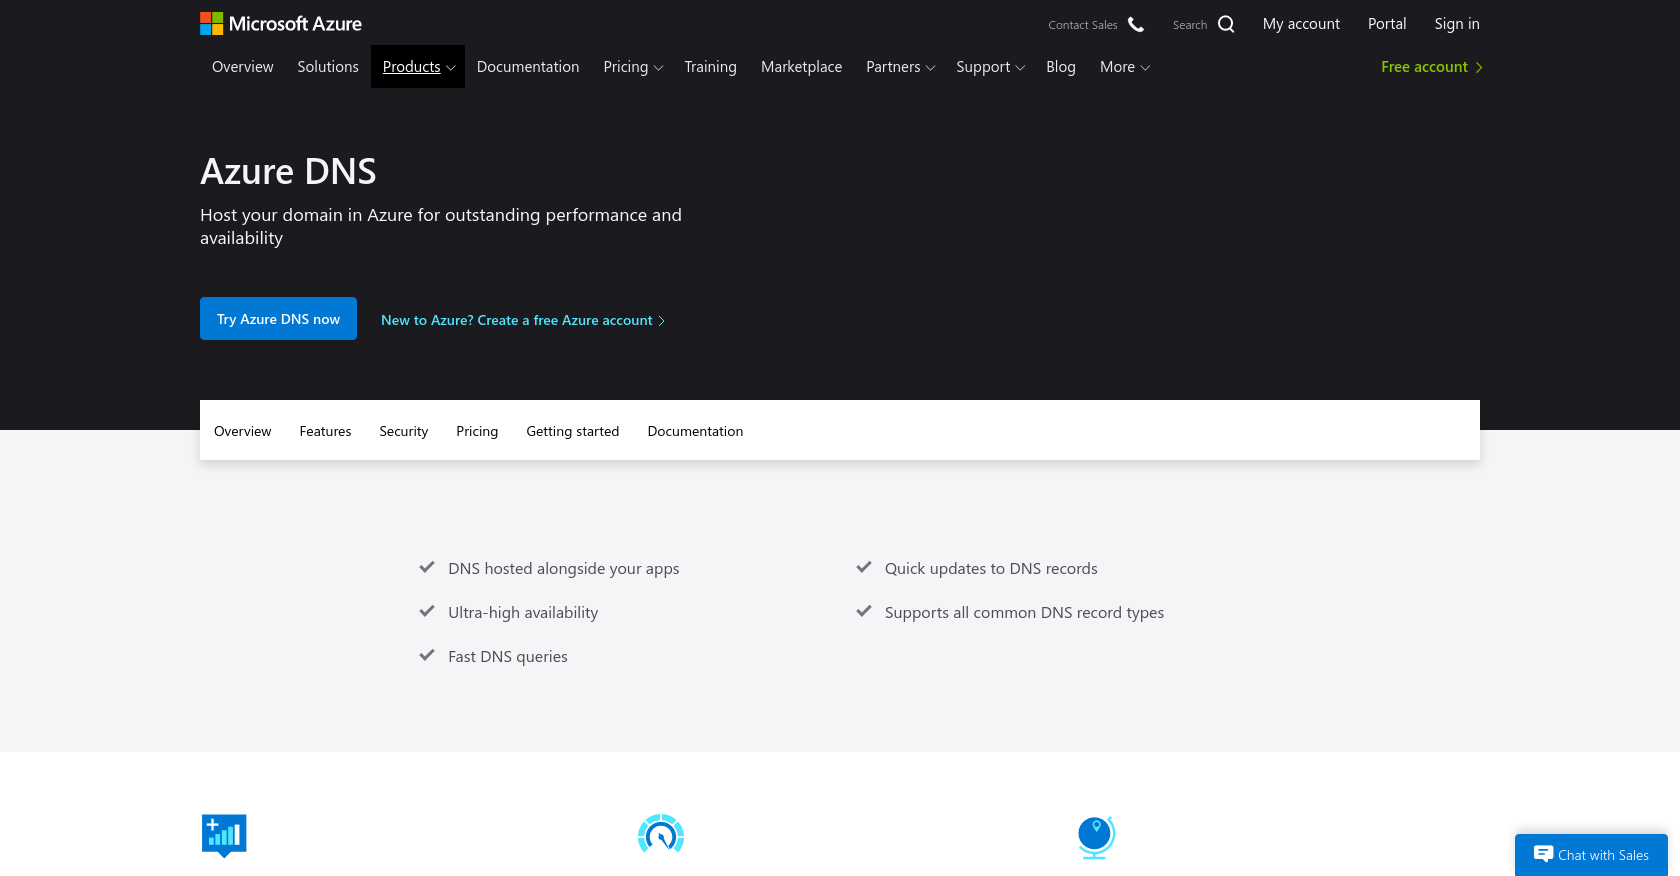 Microsoft Azure
Contact Sales
Search
My account
Portal
Sign in
Overview
Solutions
Products
Documentation
Pricing
Training
Marketplace
Partners
Support
Blog
More
Free account
Azure DNS
Host your domain in Azure for outstanding performance and
availability
Try Azure DNS now
New to Azure? Create a free Azure account
Overview
Features
Security
Pricing
Getting started
Documentation
DNS hosted alongside your apps
Quick updates to DNS records
Ultra-high availability
Supports all common DNS record types
Fast DNS queries
Chat with Sales